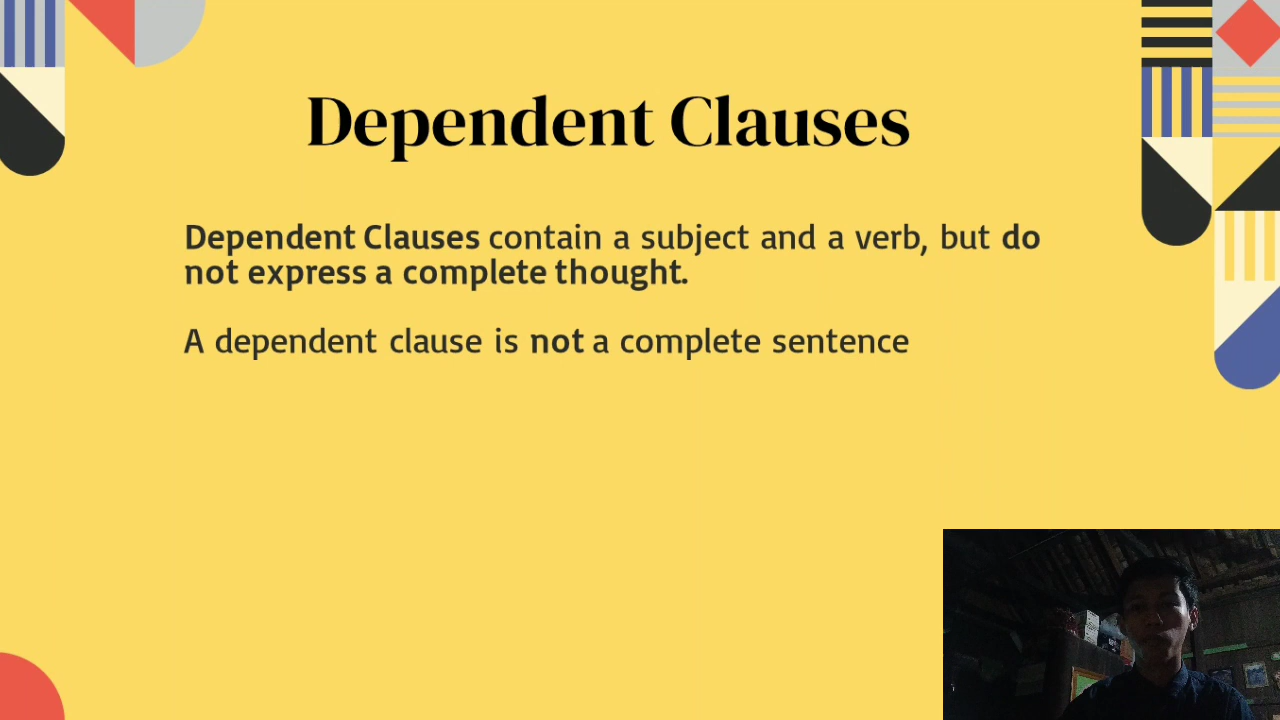 Dependent Clauses
Dependent Clauses contain a subject and a verb, but do
not express a complete thought.
A dependent clause is not a complete sentence